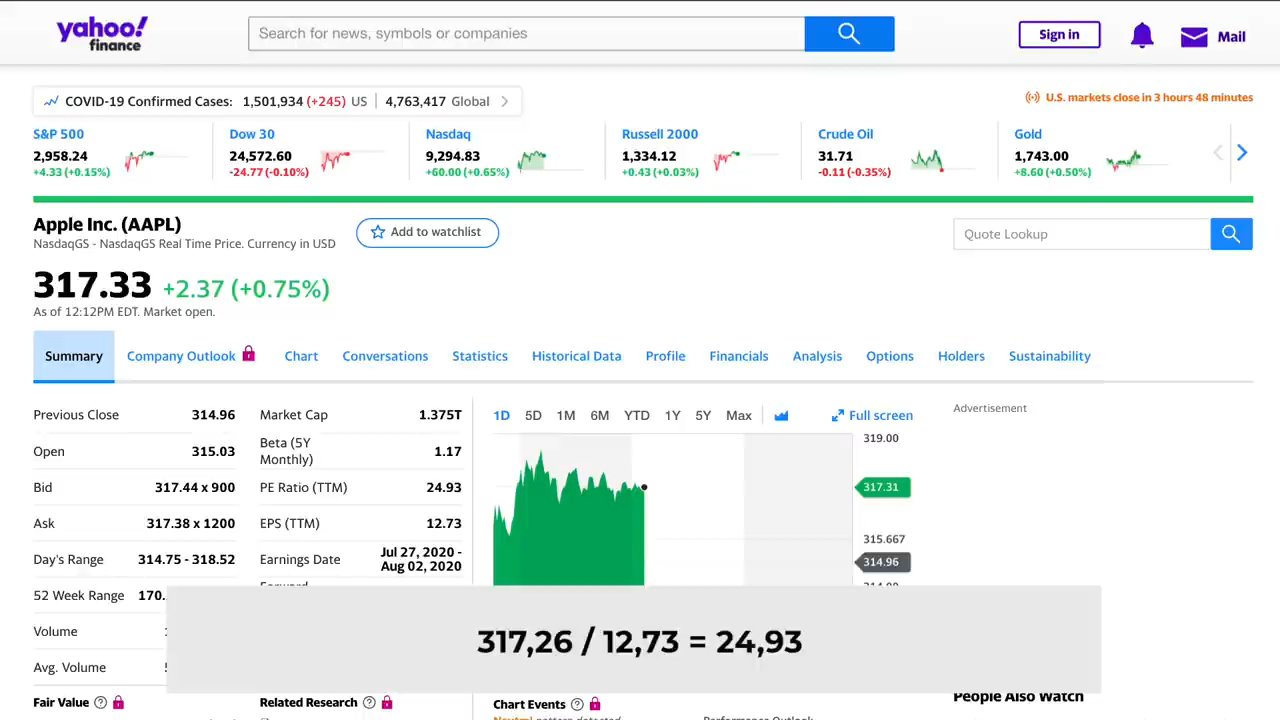 yahoo!
finance
Search for news, symbols or companies
Sign in
Mail
COVID-19 Confirmed Cases: 1,501,934 (+245) US 4,763,417 Global
U.S. markets close in 3 hours 48 minutes
S&P 500
2,958.24
+4.33 (+0.15%)
Dow 30
24,572.60
-24.77 (-0.10%)
Nasdaq
9,294.83
+60.00 (+0.65%)
Russell 2000
1,334.12
+0.43 (+0.03%)
Crude Oil
31.71
-0.11 (-0.35%)
Gold
1,743.00
+8.60 (+0.50%)
Apple Inc. (AAPL)
NasdaqGS - NasdaqGS Real Time Price. Currency in USD
Add to watchlist
Quote Lookup
317.33 +2.37 (+0.75%)
As of 12:12PM EDT. Market open.
Summary Company Outlook Chart Conversations Statistics Historical Data Profile Financials Analysis Options Holders Sustainability
Previous Close 314.96
Open 315.03
Bid 317.44 x 900
Ask 317.38 x 1200
Day's Range 314.75 - 318.52
52 Week Range 170.
Volume
Avg. Volume
Market Cap 1.375T
Beta (5Y
Monthly) 1.17
PE Ratio (TTM) 24.93
EPS (TTM) 12.73
Earnings Date Jul 27, 2020 -
Aug 02, 2020
Forward
1D 5D 1M 6M YTD 1Y 5Y Max Full screen
319.00
317.31
315.667
314.96
Advertisement
317,26 / 12,73 = 24,93
Fair Value
Related Research
Chart Events
Neutral pattern detected
Performance Outlook
People Also Watch